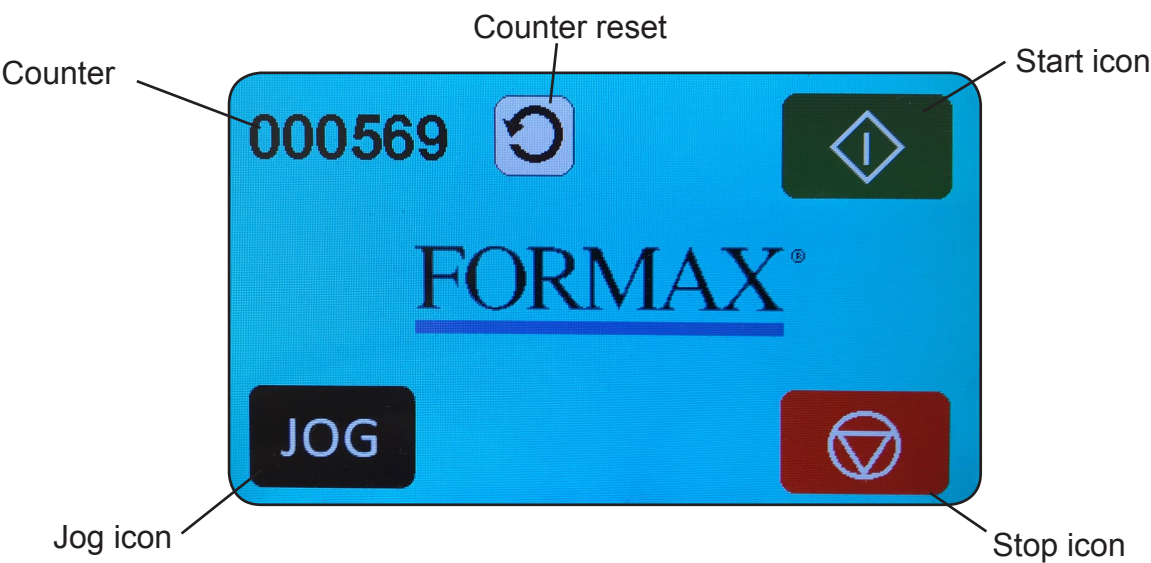 Counter reset
Counter
Start icon
000569
FORMAX®
JOG
Jog icon
Stop icon